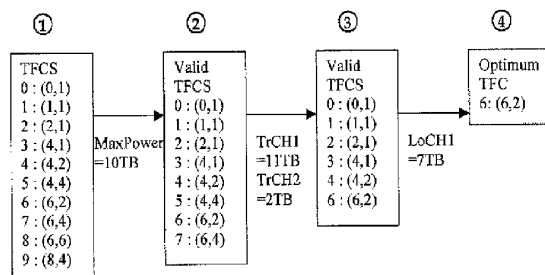 ①
TFCS
0 : (0,1)
1 : (1,1)
2 : (2,1)
3 : (4,1)
4 : (4,2)
5 : (4,4)
6 : (6,2)
7 : (6,4)
8 : (6,6)
9 : (8,4)
MaxPower
=10TB
②
Valid
TFCS
0 : (0,1)
1 : (1,1)
2 : (2,1)
3 : (4,1)
4 : (4,2)
5 : (4,4)
6 : (6,2)
7 : (6,4)
TrCH1
=11TB
TrCH2
=2TB
③
Valid
TFCS
0 : (0,1)
1 : (1,1)
2 : (2,1)
3 : (4,1)
4 : (4,2)
6 : (6,2)
LoCH1
=7TB
④
Optimum
TFC
6: (6,2)